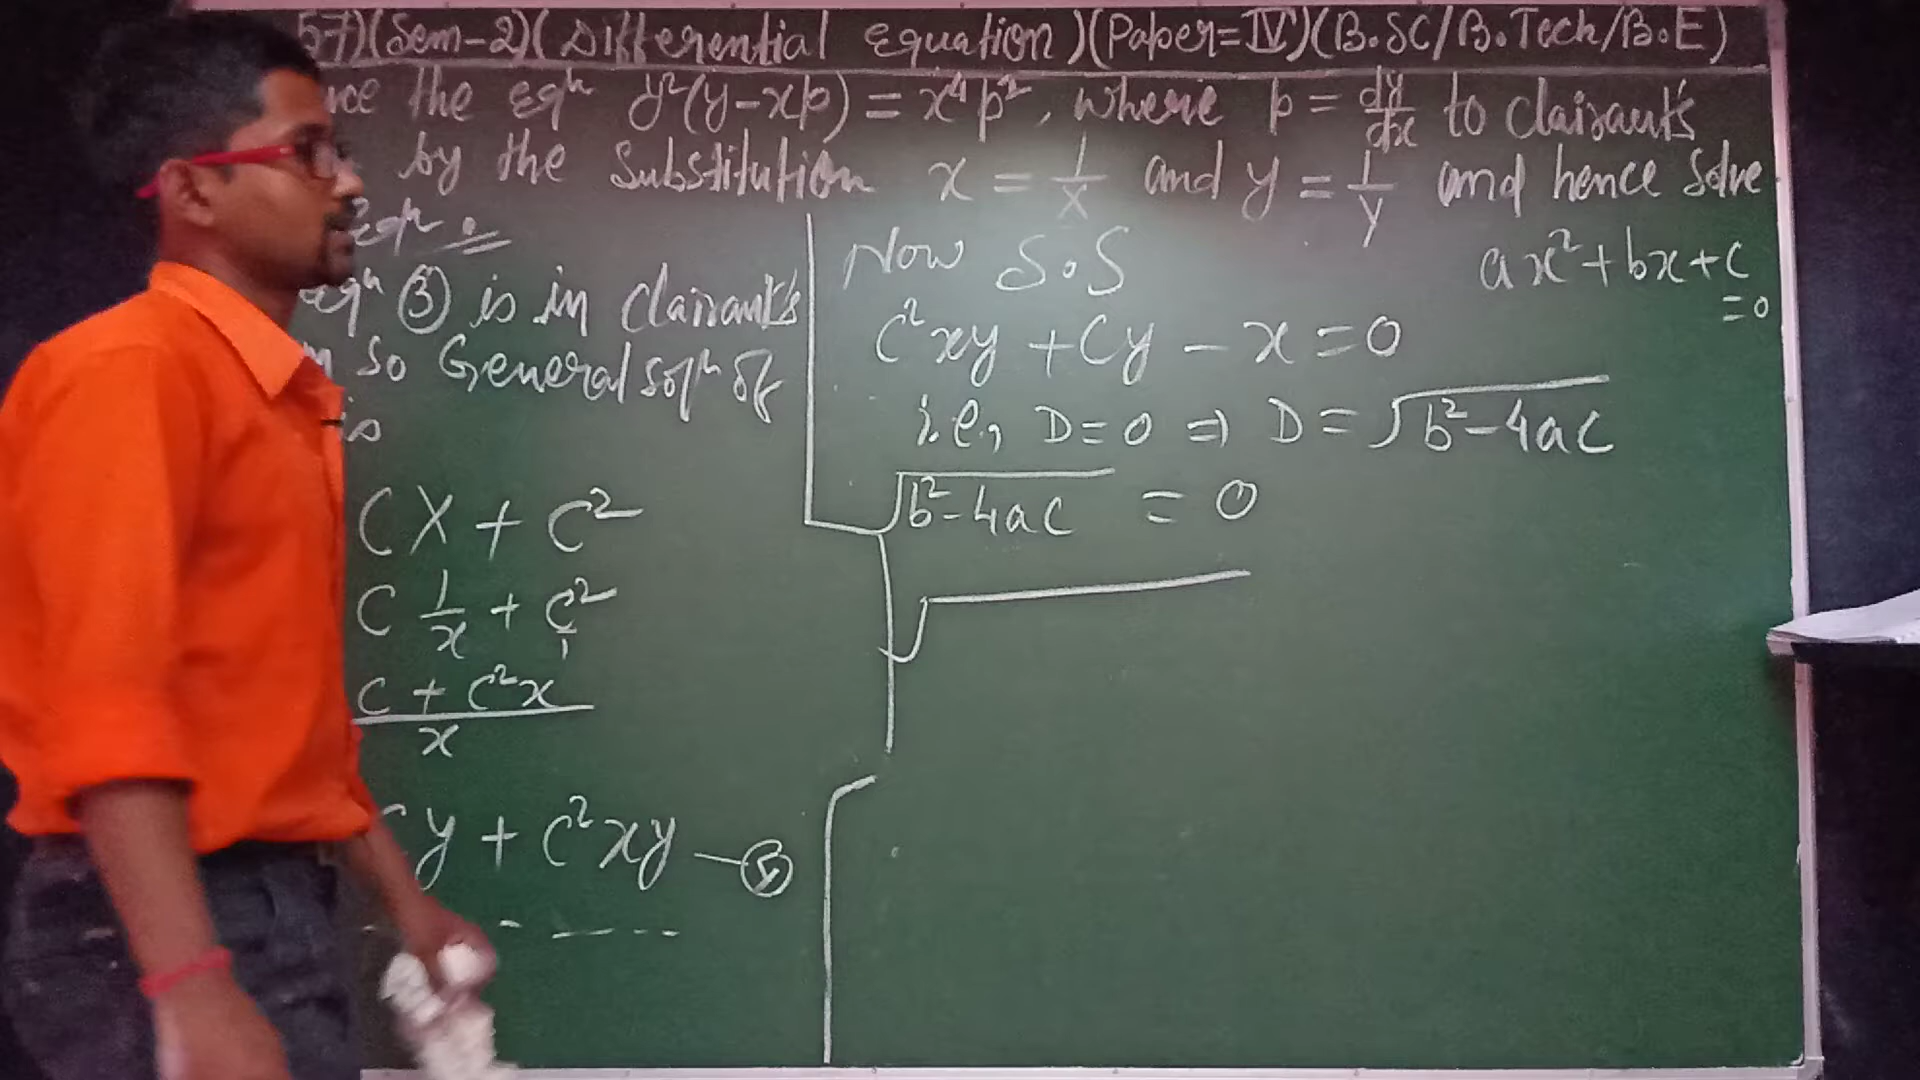 57)(Sem-2)(Differential Equation)(Paper=IV)(B.SC/B.Tech/B.E)
the eqⁿ y²(y-xp) = x⁴p², where p = dy/dx to clairaut's
by the substitution x = 1/X and y = 1/Y and hence solve
eqⁿ.
eqⁿ ③ is in clairaut's
so General solⁿ of
is
CX + C²
C 1/x + C²/1
C + C²x / x
Cy + C²xy — ⑤
Now S.S
C²xy + Cy - x = 0
i.e., D=0 ⇒ D = √(b²-4ac)
√(b²-4ac) = 0
√
ax²+bx+c
=0